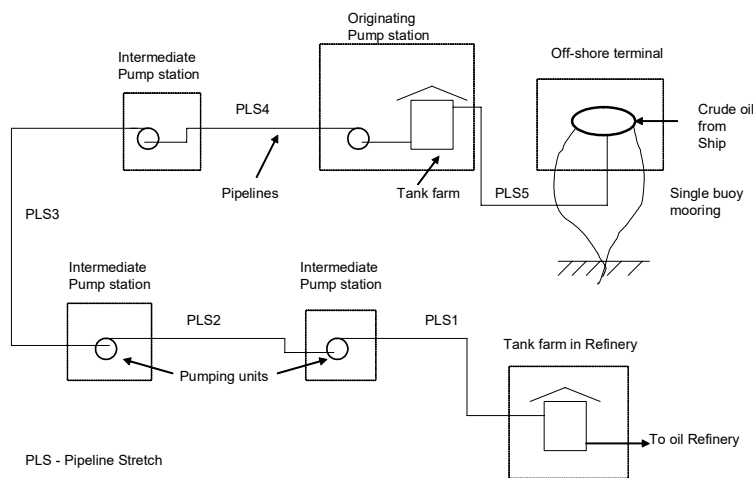 Originating
Pump station
Intermediate
Pump station
Off-shore terminal
PLS4
Crude oil
from
Ship
Pipelines
Tank farm
PLS5
Single buoy
mooring
PLS3
Intermediate
Pump station
Intermediate
Pump station
PLS2
PLS1
Tank farm in Refinery
Pumping units
To oil Refinery
PLS - Pipeline Stretch